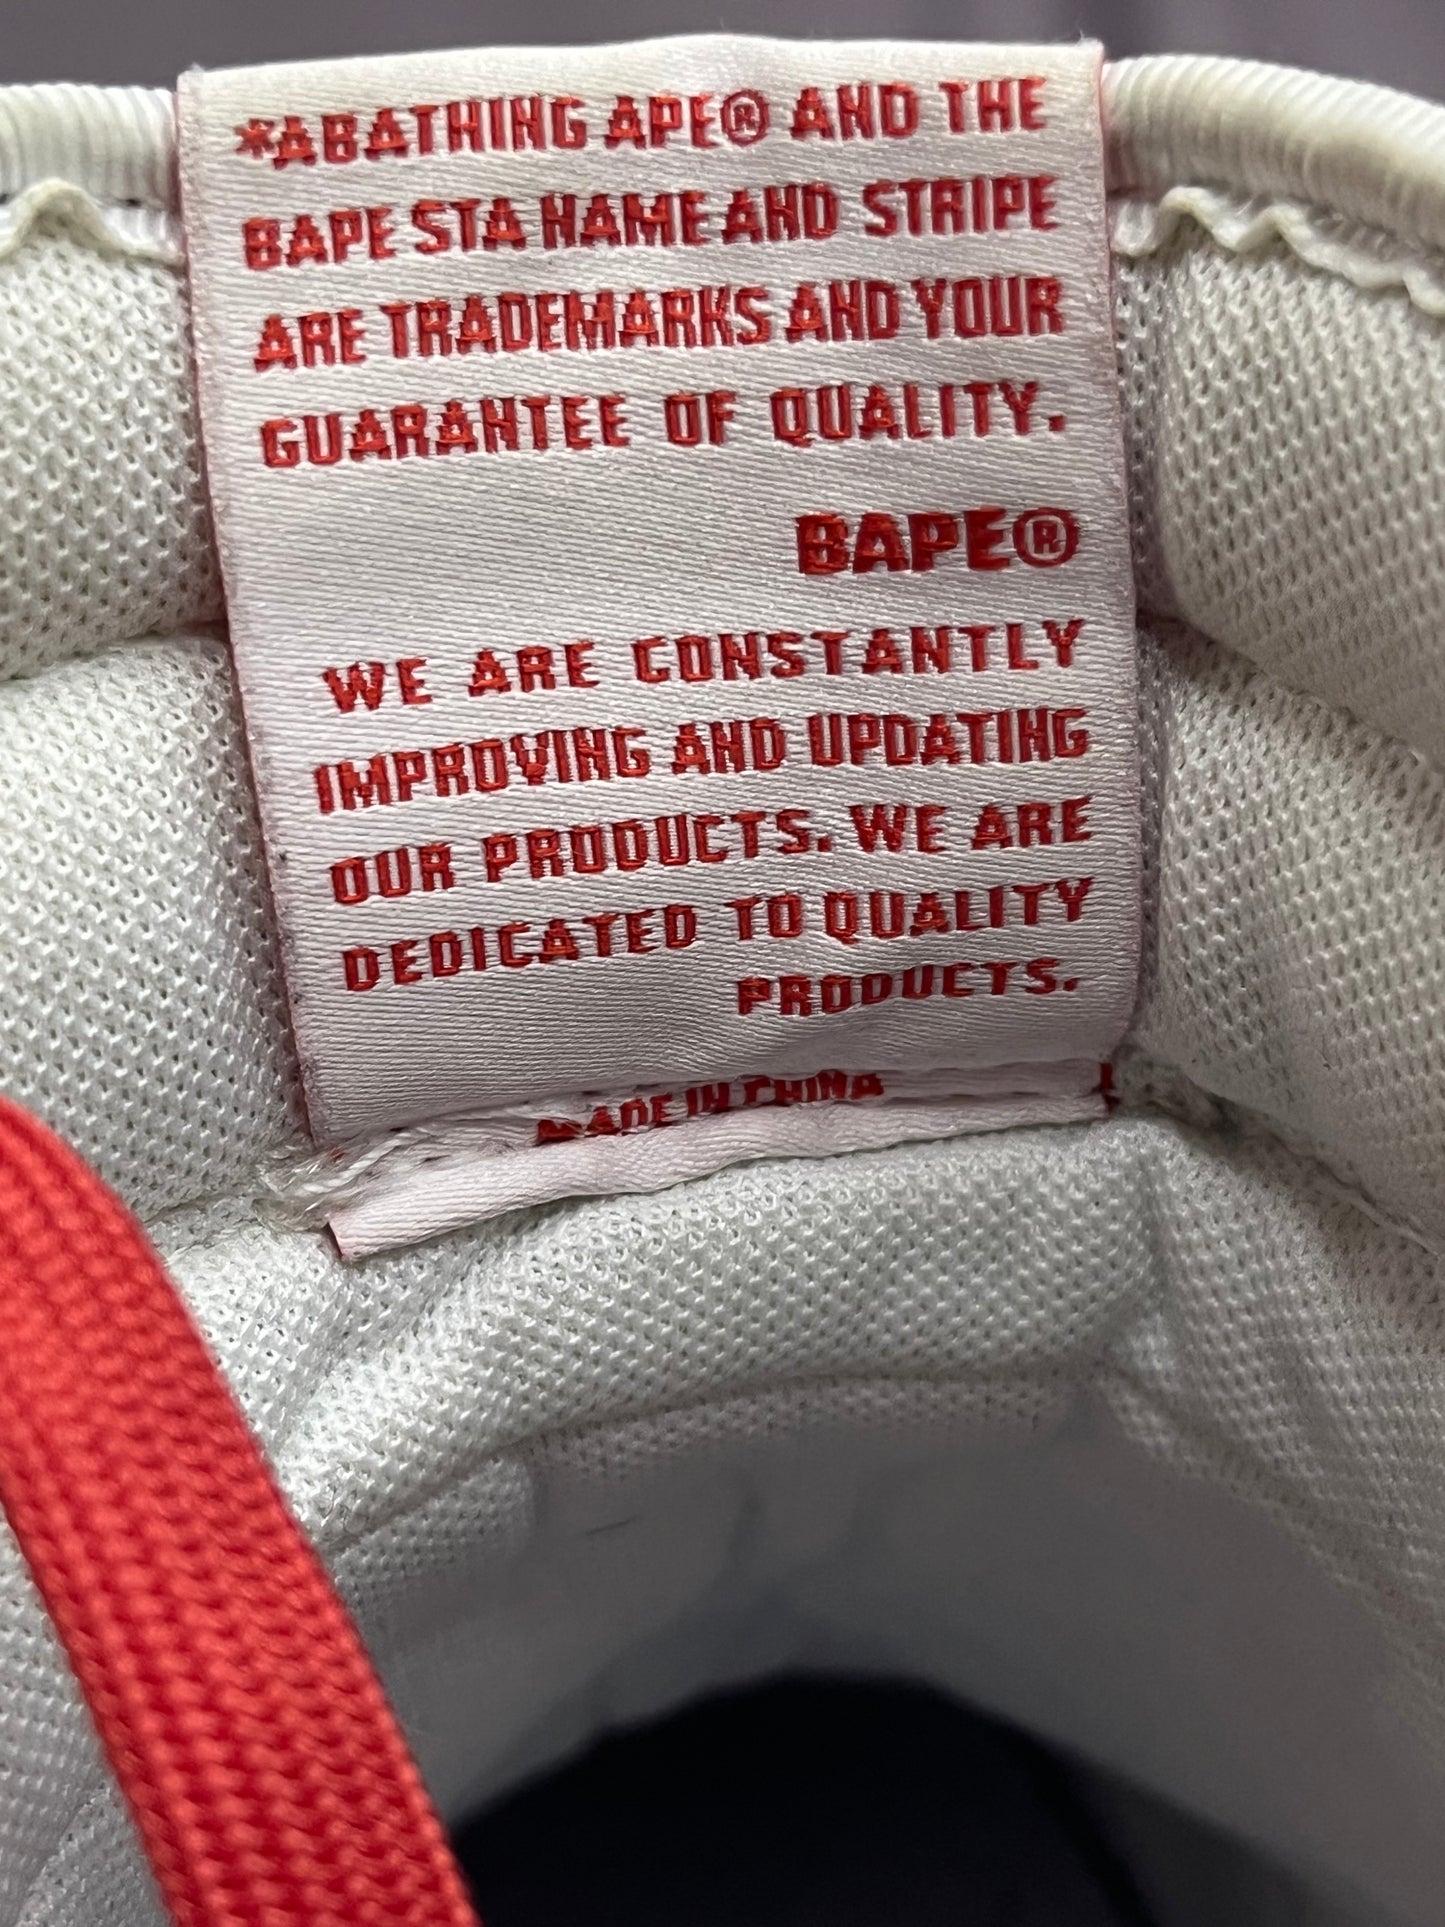 *A BATHING APE® AND THE
BAPE STA NAME AND STRIPE
ARE TRADEMARKS AND YOUR
GUARANTEE OF QUALITY.
BAPE®
WE ARE CONSTANTLY
IMPROVING AND UPDATING
OUR PRODUCTS. WE ARE
DEDICATED TO QUALITY
PRODUCTS.
MADE IN CHINA